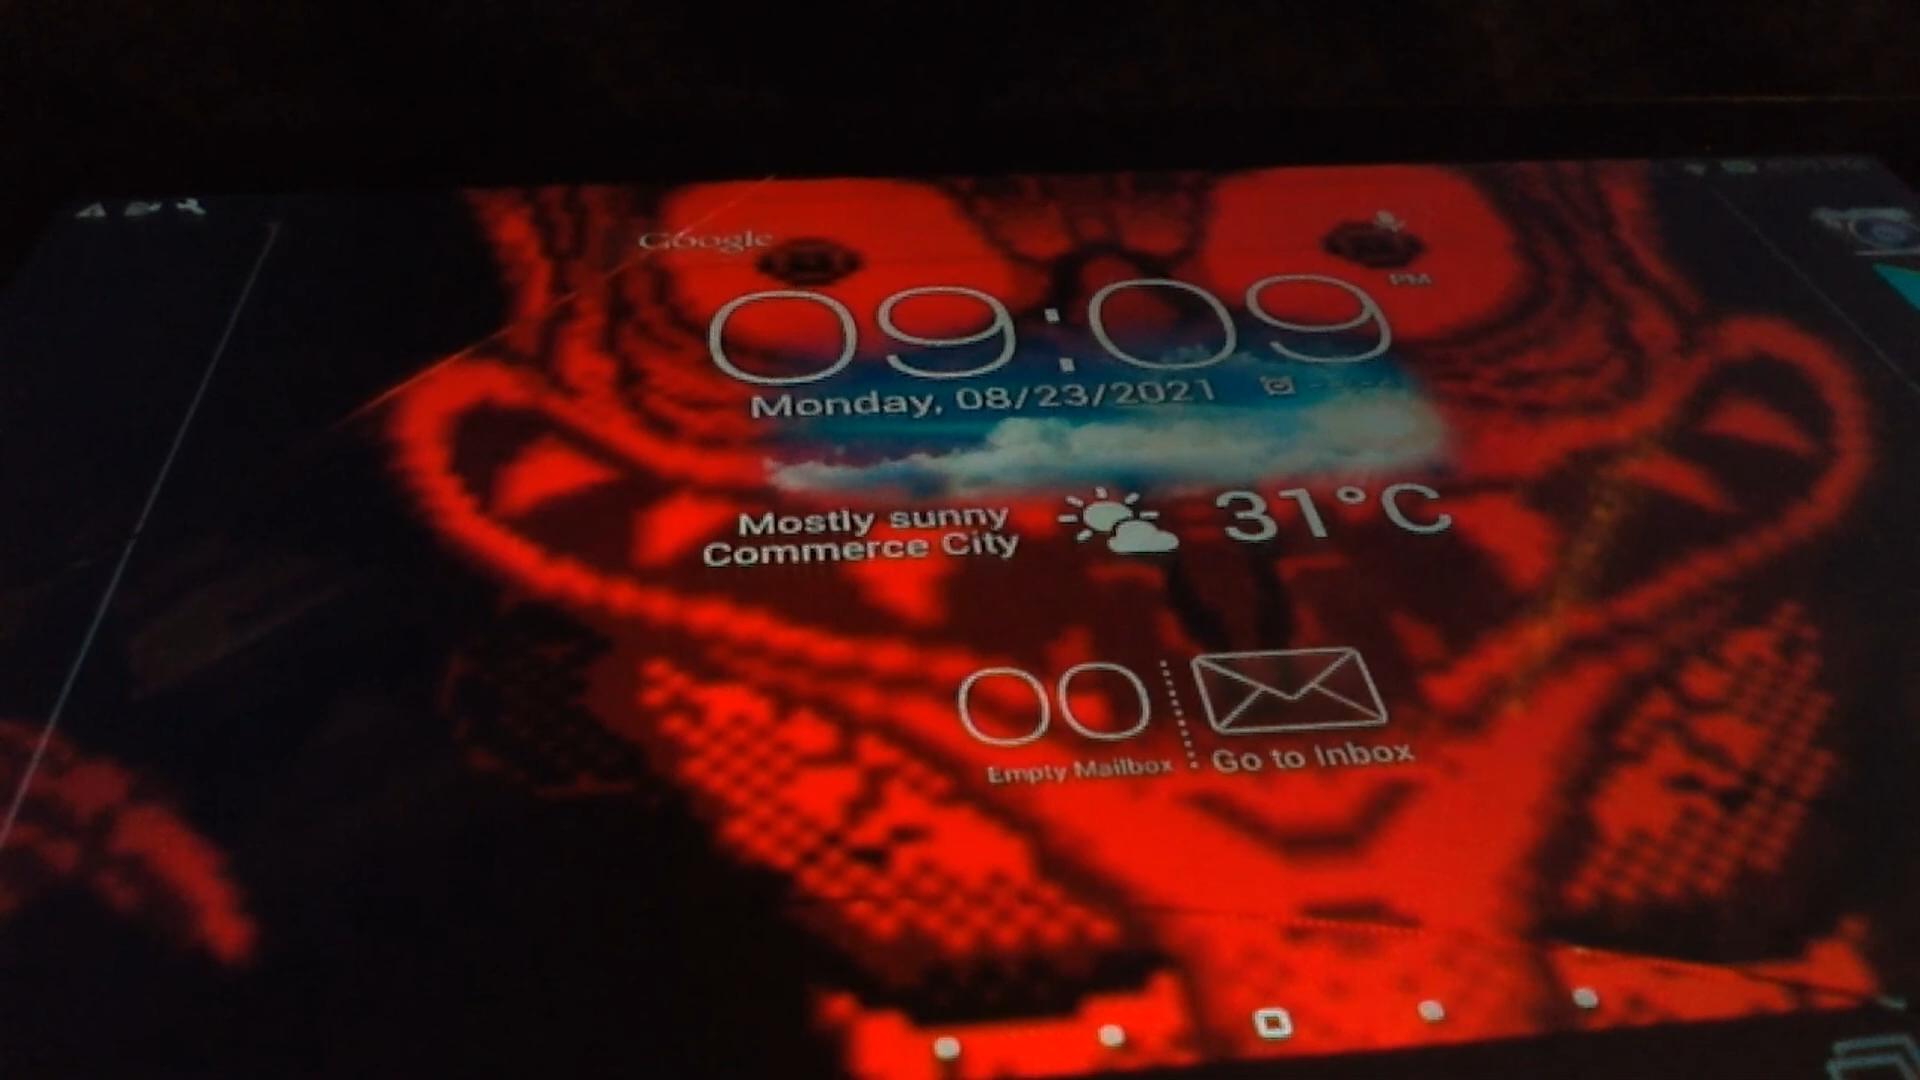 Google
09:09 PM
Monday, 08/23/2021
Mostly sunny
Commerce City
31°C
00
Empty Mailbox
Go to Inbox